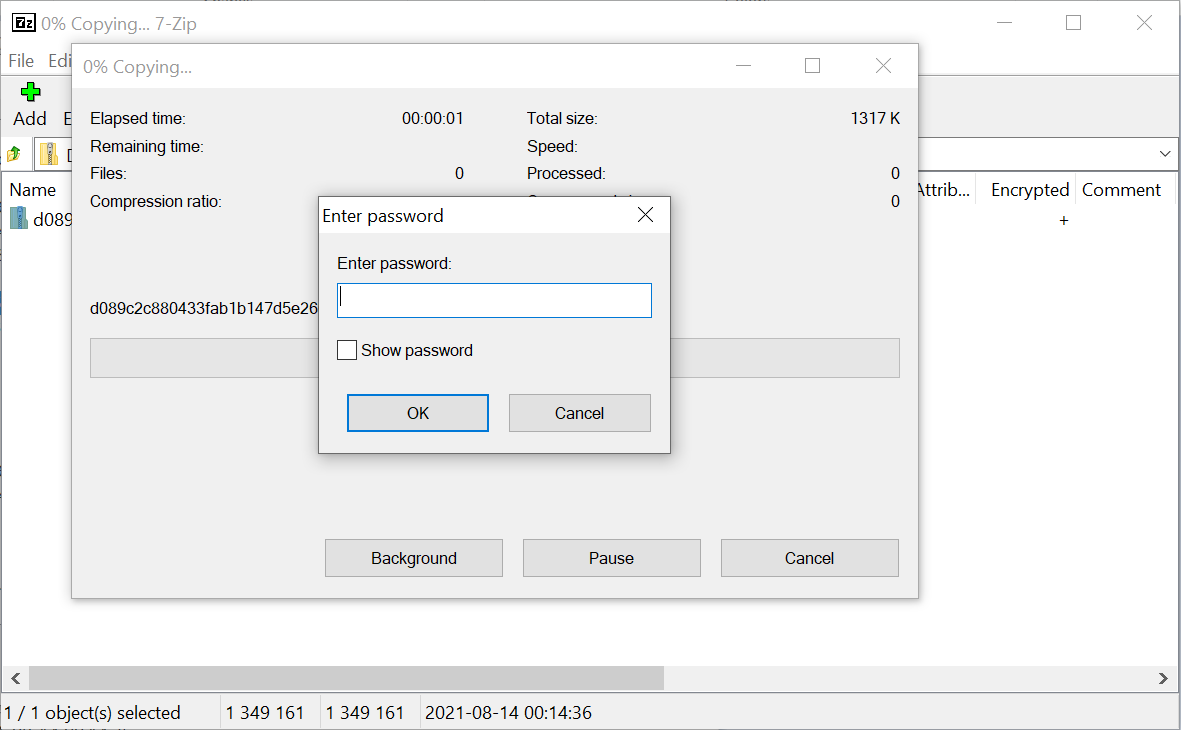 0% Copying... 7-Zip
File Edi
0% Copying...
Add
Elapsed time: 00:00:01 Total size: 1317 K
Remaining time: Speed:
Files: 0 Processed: 0
Compression ratio: 0
Name Attrib... Encrypted Comment
d089 +
Enter password
Enter password:
d089c2c880433fab1b147d5e26
Show password
OK Cancel
Background Pause Cancel
1 / 1 object(s) selected 1 349 161 1 349 161 2021-08-14 00:14:36